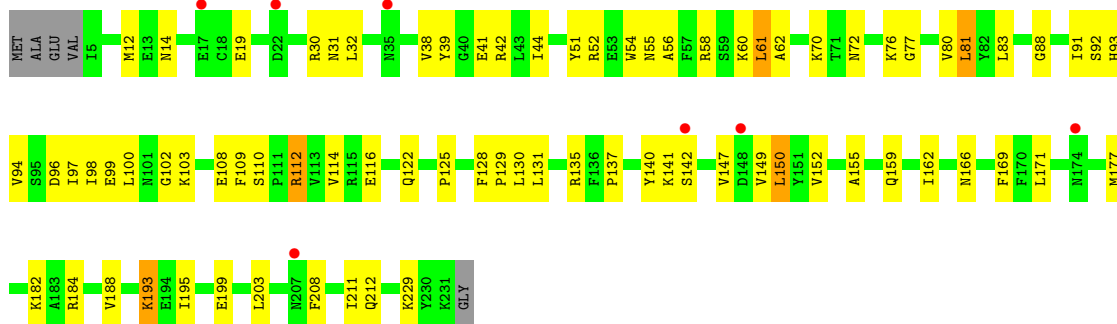 MET ALA GLU VAL I5 M12 E13 N14 E17 C18 E19 D22 R30 N31 L32 N35 V38 Y39 G40 E41 R42 L43 I44 Y51 R52 E53 W54 N55 A56 F57 R58 S59 K60 L61 A62 K70 T71 N72 K76 G77 V80 L81 Y82 L83 G88 I91 S92 H93
V94 S95 D96 I97 I98 E99 L100 N101 G102 K103 E108 F109 S110 P111 R112 V113 V114 R115 E116 Q122 P125 F128 P129 L130 L131 R135 F136 P137 Y140 K141 S142 V147 D148 V149 L150 Y151 V152 A155 Q159 I162 N166 F169 F170 L171 N174 M177
K182 A183 R184 V188 K193 E194 I195 E199 L203 N207 F208 I211 Q212 K229 Y230 K231 GLY